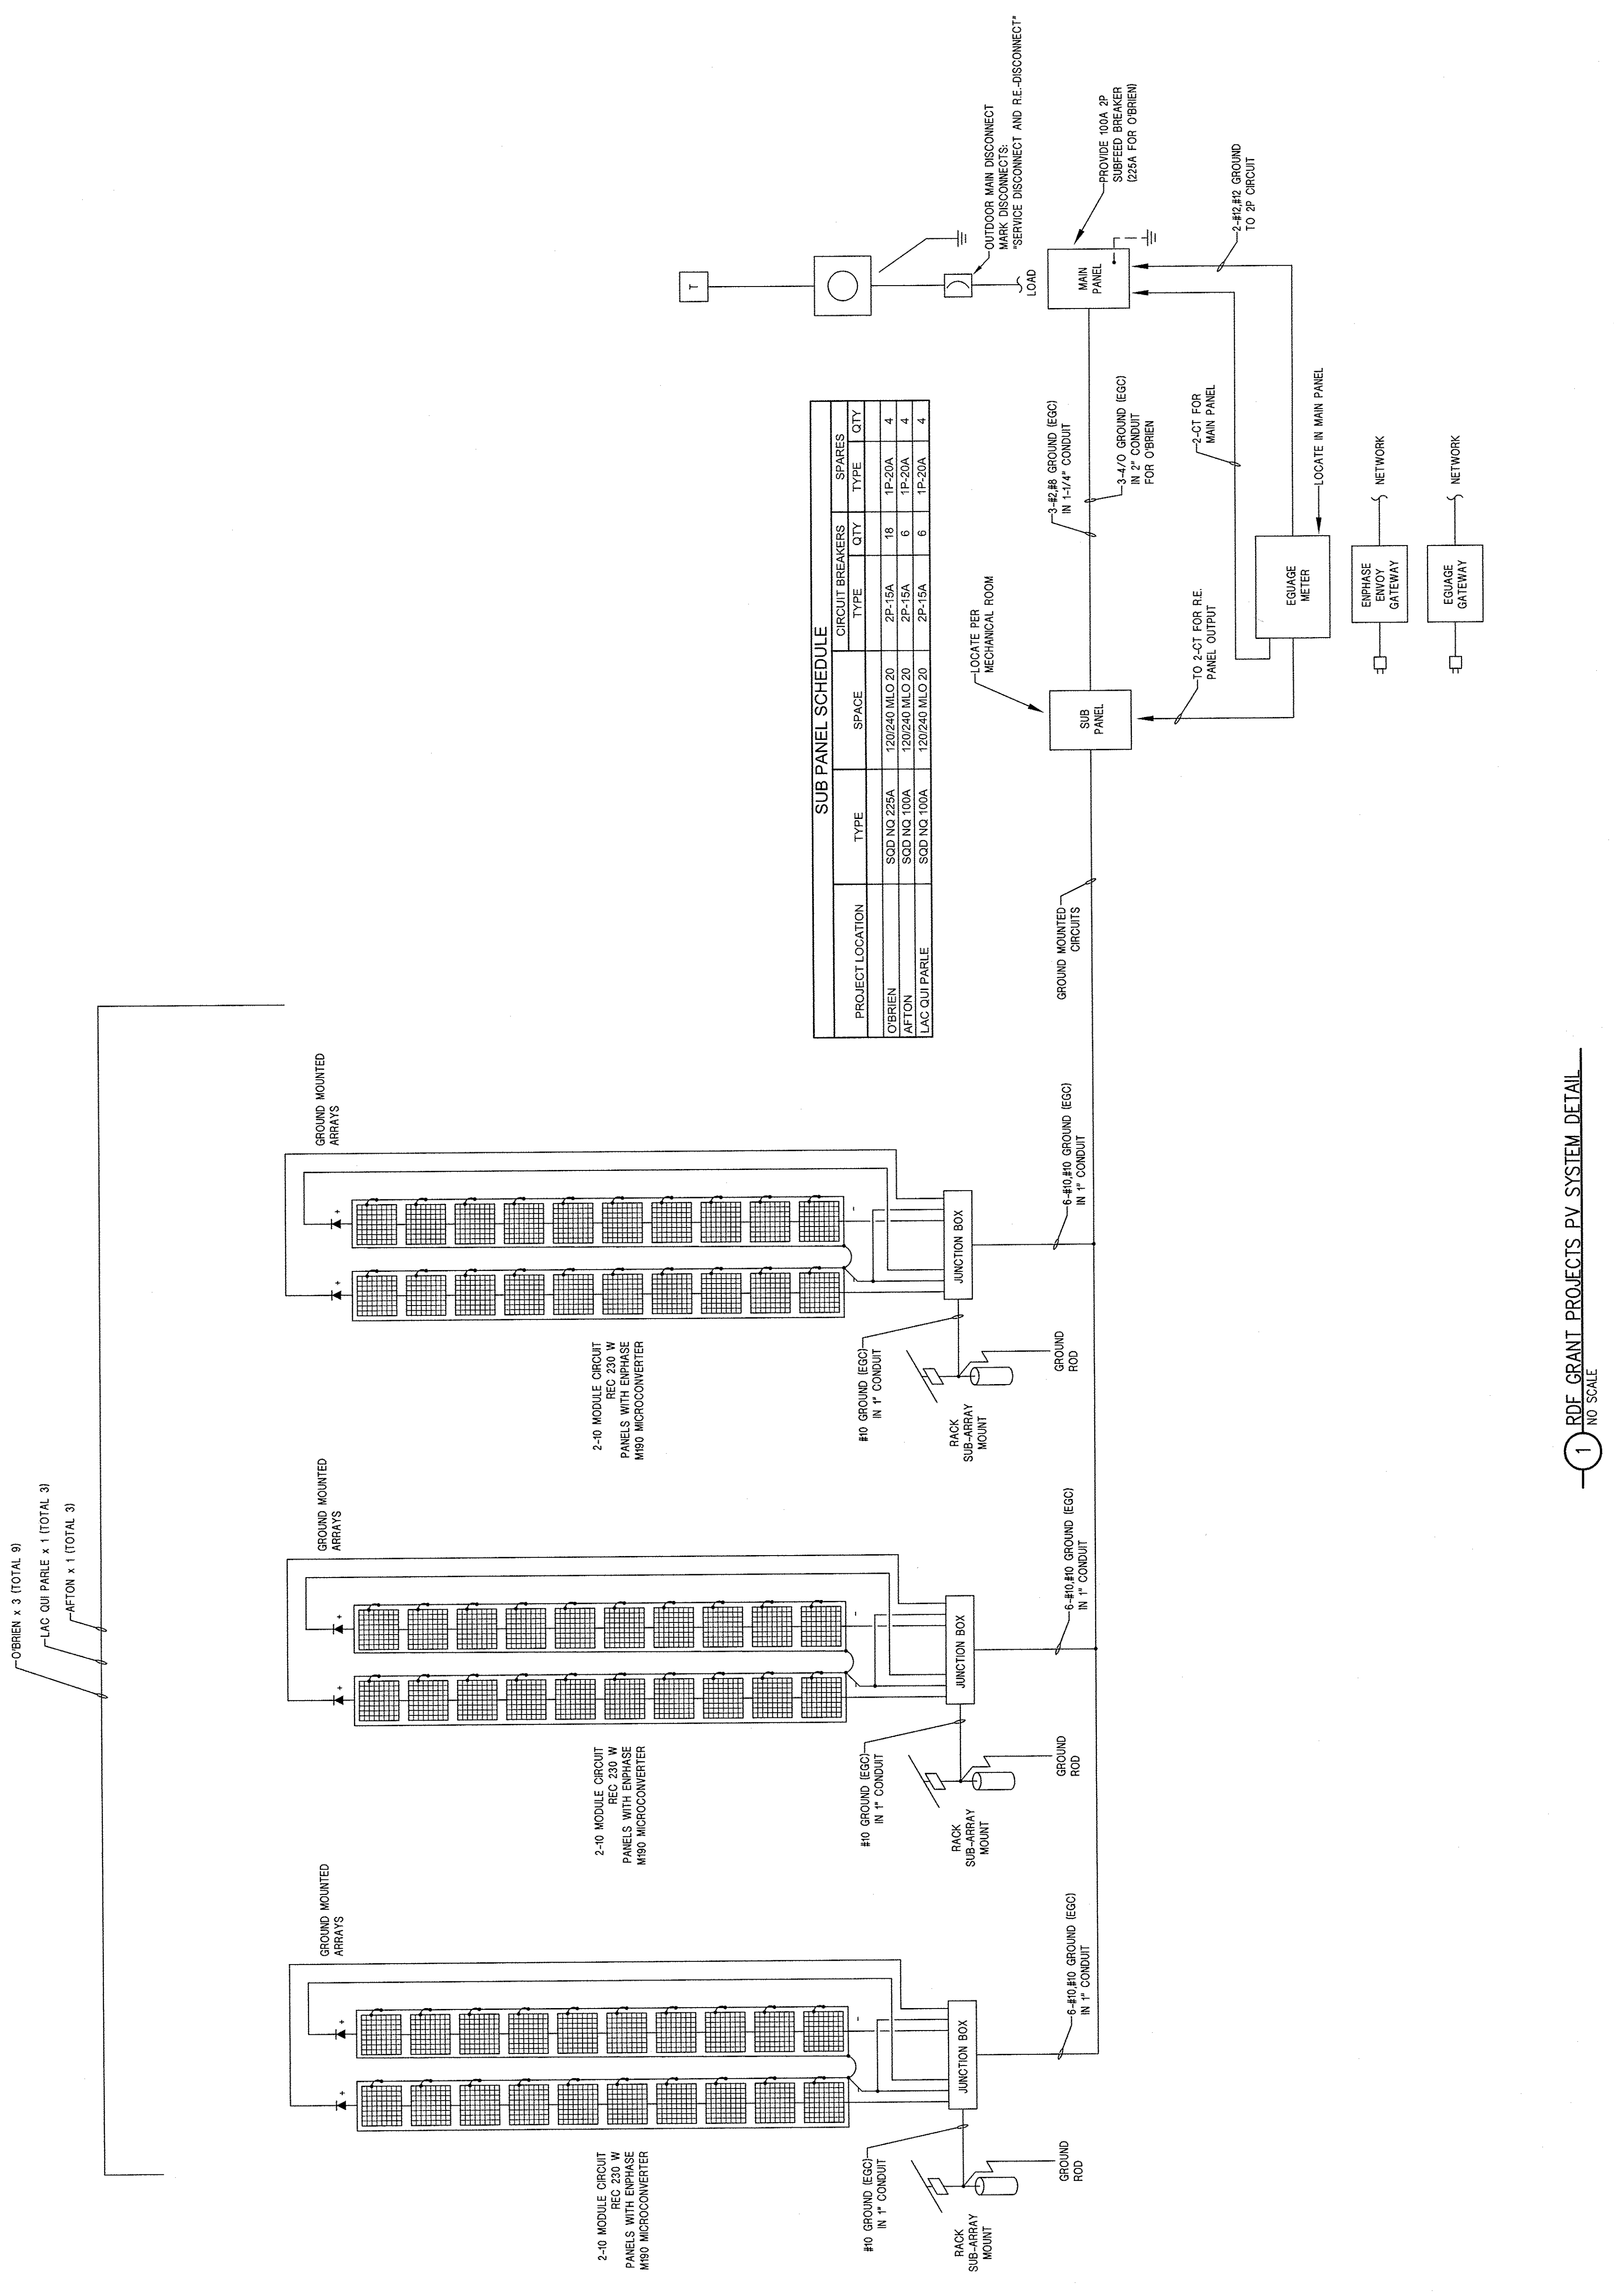 O'BRIEN x 3 (TOTAL 9)
LAC QUI PARLE x 1 (TOTAL 3)
AFTON x 1 (TOTAL 3)
GROUND MOUNTED
ARRAYS
2-10 MODULE CIRCUIT
REC 230 W
PANELS WITH ENPHASE
M190 MICROCONVERTER
+
+
-
-
JUNCTION BOX
#10 GROUND (EGC)
IN 1" CONDUIT
RACK
SUB-ARRAY
MOUNT
GROUND
ROD
6-#10,#10 GROUND (EGC)
IN 1" CONDUIT
GROUND MOUNTED
ARRAYS
2-10 MODULE CIRCUIT
REC 230 W
PANELS WITH ENPHASE
M190 MICROCONVERTER
+
+
-
-
JUNCTION BOX
#10 GROUND (EGC)
IN 1" CONDUIT
RACK
SUB-ARRAY
MOUNT
GROUND
ROD
6-#10,#10 GROUND (EGC)
IN 1" CONDUIT
GROUND MOUNTED
ARRAYS
2-10 MODULE CIRCUIT
REC 230 W
PANELS WITH ENPHASE
M190 MICROCONVERTER
+
+
-
-
JUNCTION BOX
#10 GROUND (EGC)
IN 1" CONDUIT
RACK
SUB-ARRAY
MOUNT
GROUND
ROD
6-#10,#10 GROUND (EGC)
IN 1" CONDUIT
GROUND MOUNTED
CIRCUITS
SUB PANEL SCHEDULE
CIRCUIT BREAKERS SPARES
PROJECT LOCATION TYPE SPACE TYPE QTY TYPE QTY
O'BRIEN SQD NQ 225A 120/240 MLO 20 2P-15A 18 1P-20A 4
AFTON SQD NQ 100A 120/240 MLO 20 2P-15A 6 1P-20A 4
LAC QUI PARLE SQD NQ 100A 120/240 MLO 20 2P-15A 6 1P-20A 4
LOCATE PER
MECHANICAL ROOM
SUB
PANEL
3-#2,#8 GROUND (EGC)
IN 1-1/4" CONDUIT
3-4/0 GROUND (EGC)
IN 2" CONDUIT
FOR O'BRIEN
T
OUTDOOR MAIN DISCONNECT
MARK DISCONNECTS:
"SERVICE DISCONNECT AND R.E.-DISCONNECT"
LOAD
MAIN
PANEL
PROVIDE 100A 2P
SUBFEED BREAKER
(225A FOR O'BRIEN)
2-#12,#12 GROUND
TO 2P CIRCUIT
2-CT FOR
MAIN PANEL
TO 2-CT FOR R.E.
PANEL OUTPUT
EGUAGE
METER
LOCATE IN MAIN PANEL
ENPHASE
ENVOY
GATEWAY
NETWORK
EGUAGE
GATEWAY
NETWORK
1
RDF GRANT PROJECTS PV SYSTEM DETAIL
NO SCALE